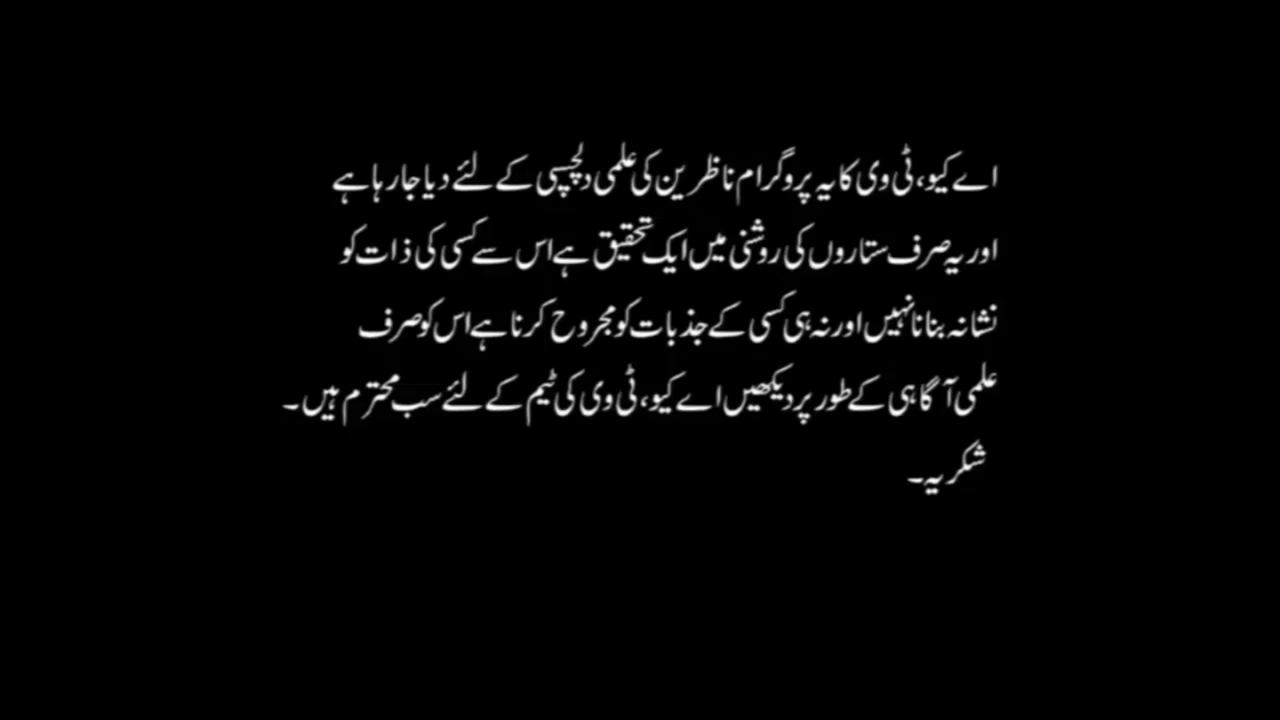 اے کیو، ٹی وی کا یہ پروگرام ناظرین کی علمی دلچسپی کے لئے دیا جا رہا ہے
اور یہ صرف ستاروں کی روشنی میں ایک تحقیق ہے اس سے کسی کی ذات کو
نشانہ بنانا نہیں اور نہ ہی کسی کے جذبات کو مجروح کرنا ہے اس کو صرف
علمی آگاہی کے طور پر دیکھیں اے کیو، ٹی وی کی ٹیم کے لئے سب محترم ہیں۔
شکریہ۔